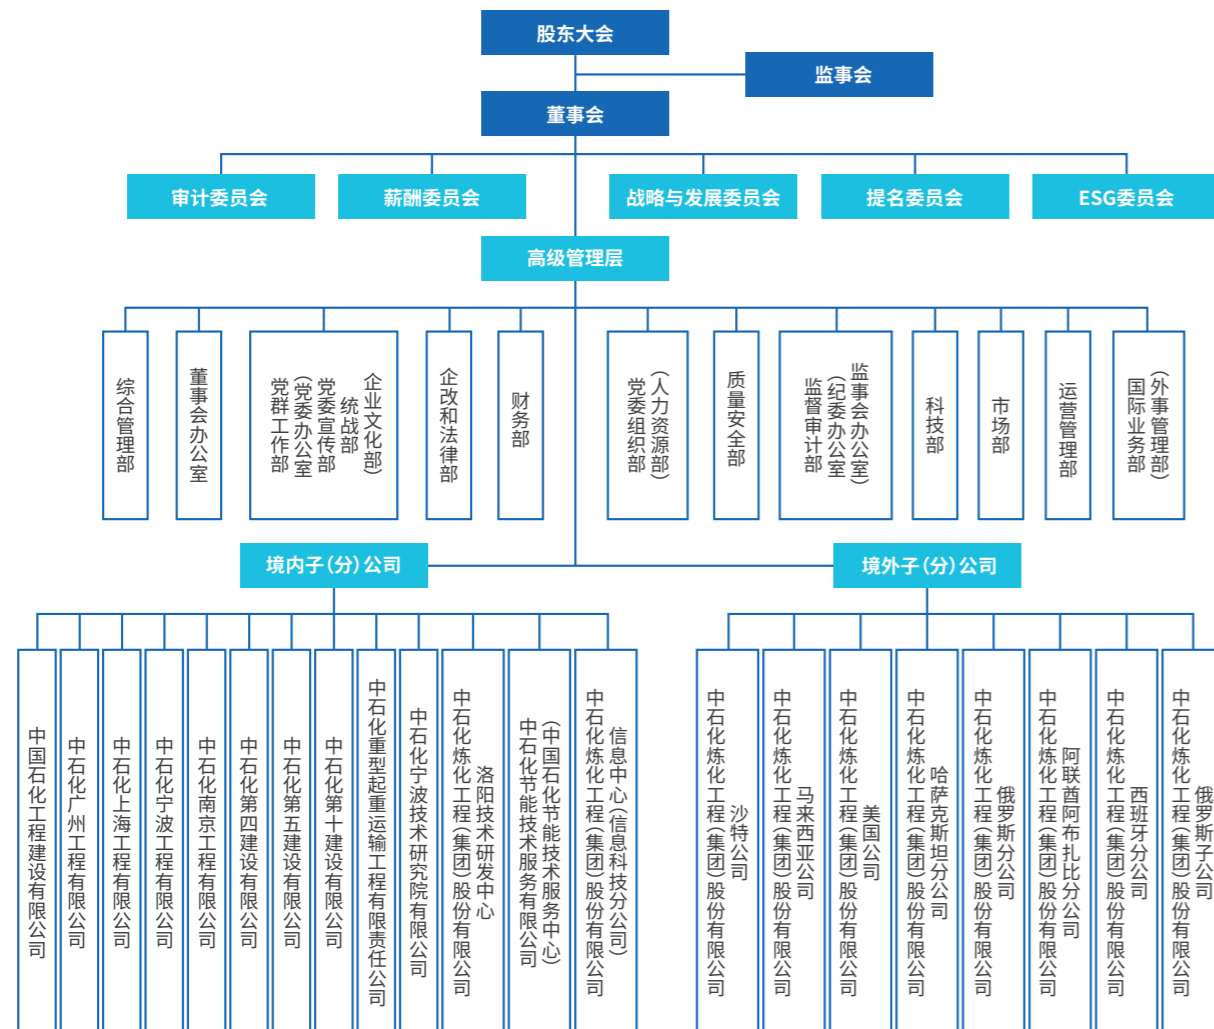 股东大会
监事会
董事会
审计委员会
薪酬委员会
战略与发展委员会
提名委员会
ESG委员会
高级管理层
综合管理部
董事会办公室
党群工作部
(党委办公室
党委宣传部
统战部
企业文化部)
企改和法律部
财务部
党委组织部
(人力资源部)
质量安全部
监督审计部
(纪委办公室
监事会办公室)
科技部
市场部
运营管理部
国际业务部
(外事管理部)
境内子(分)公司
境外子(分)公司
中国石化工程建设有限公司
中石化广州工程有限公司
中石化上海工程有限公司
中石化宁波工程有限公司
中石化南京工程有限公司
中石化第四建设有限公司
中石化第五建设有限公司
中石化第十建设有限公司
中石化重型起重运输工程有限责任公司
中石化宁波技术研究院有限公司
中石化炼化工程(集团)股份有限公司
洛阳技术研发中心
中石化节能技术服务有限公司
(中国石化节能技术服务中心)
中石化炼化工程(集团)股份有限公司
信息中心(信息科技分公司)
中石化炼化工程(集团)股份有限公司
沙特公司
中石化炼化工程(集团)股份有限公司
马来西亚公司
中石化炼化工程(集团)股份有限公司
美国公司
中石化炼化工程(集团)股份有限公司
哈萨克斯坦分公司
中石化炼化工程(集团)股份有限公司
俄罗斯分公司
中石化炼化工程(集团)股份有限公司
阿联酋阿布扎比分公司
中石化炼化工程(集团)股份有限公司
西班牙分公司
中石化炼化工程(集团)股份有限公司
俄罗斯子公司